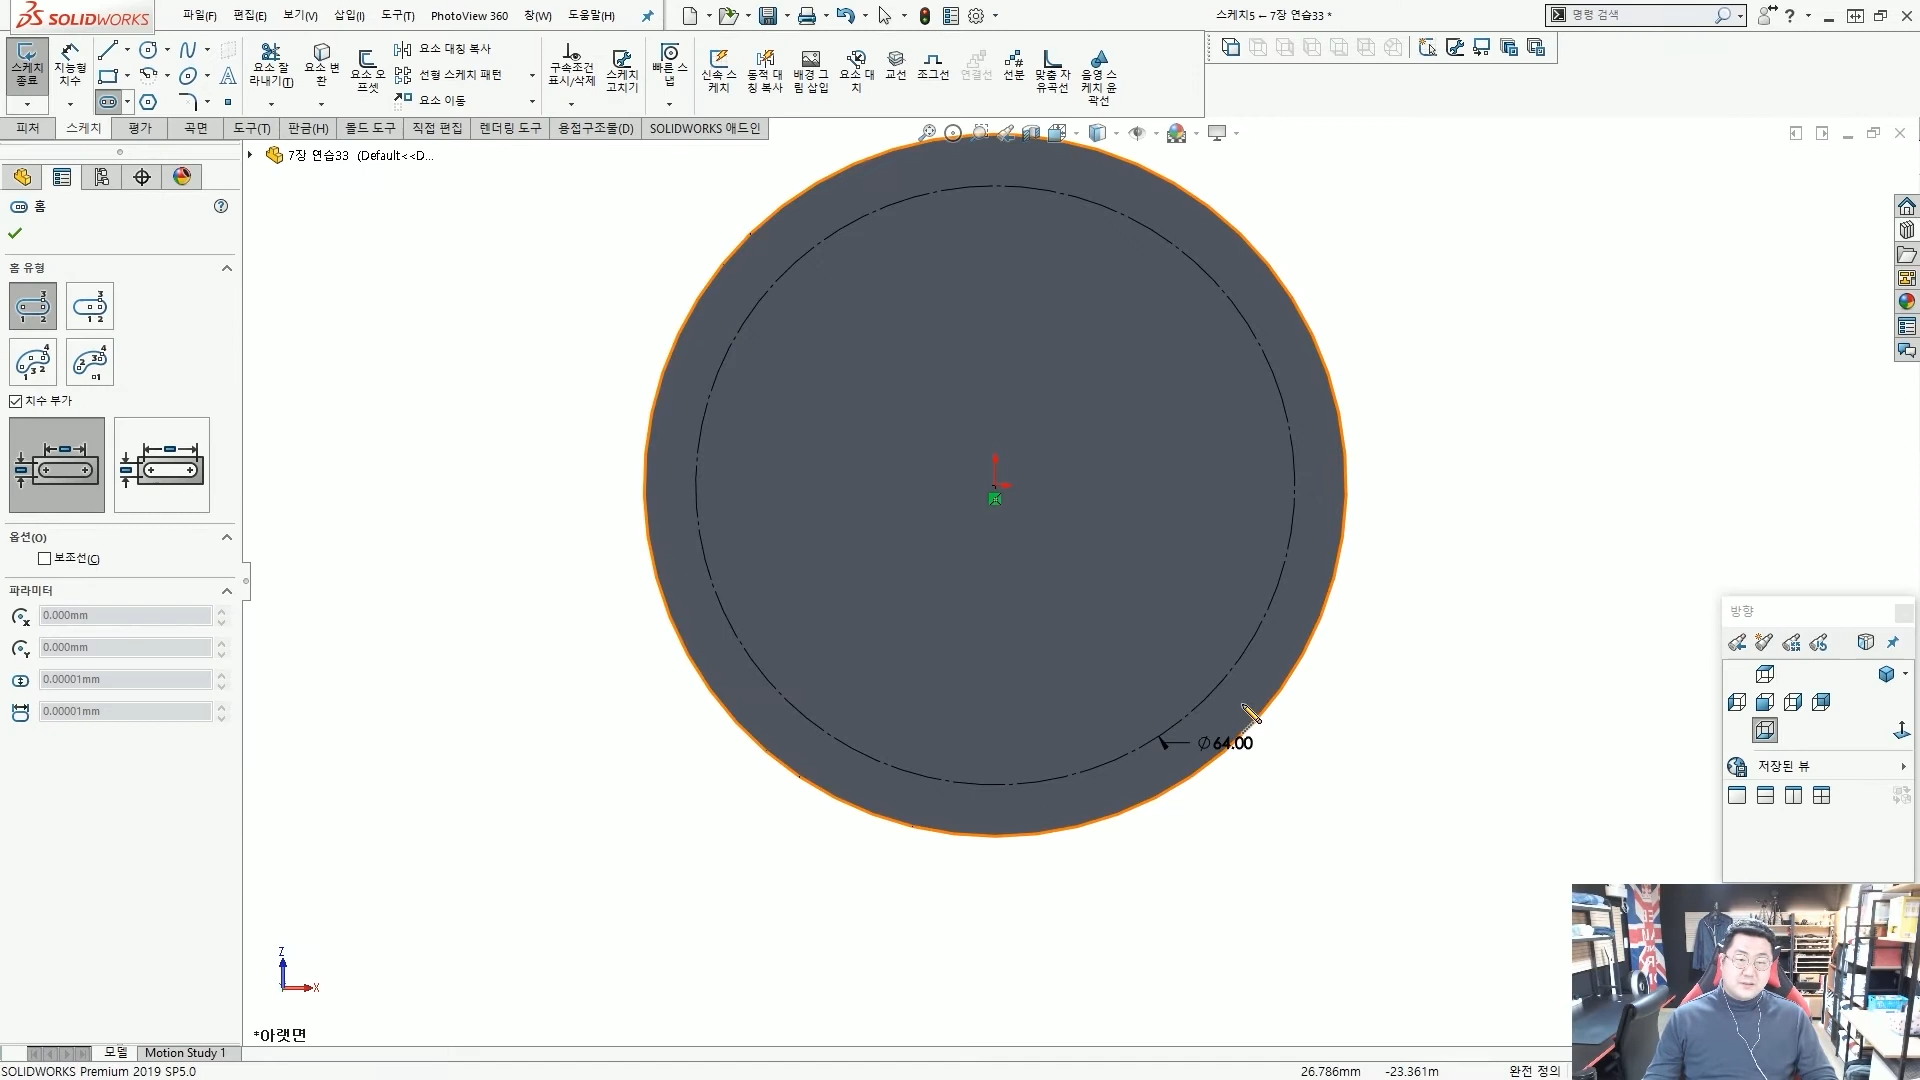 SOLIDWORKS
파일(F) 편집(E) 보기(V) 삽입(I) 도구(T) PhotoView 360 창(W) 도움말(H)
스케치5 - 7장 연습33 *
명령 검색
스케치 종료
지능형 치수
요소 잘라내기(T)
요소 변환
요소 오프셋
요소 대칭 복사
선형 스케치 패턴
요소 이동
구속조건 표시/삭제
스케치 고치기
빠른 스냅
신속 스케치
동적 대칭 복사
배경 그림 삽입
요소 대치
교선
조그선
연결선
선분
맞춤 자유곡선
음영 스케치 윤곽선
피처 스케치 평가 곡면 도구(T) 판금(H) 몰드 도구 직접 편집 렌더링 도구 용접구조물(D) SOLIDWORKS 애드인
7장 연습33 (Default<<D...
홈
홈 유형
치수 부가
옵션(O)
보조선(C)
파라미터
0.000mm
0.000mm
0.00001mm
0.00001mm
∅64.00
방향
저장된 뷰
Z
X
*아랫면
모델 Motion Study 1
SOLIDWORKS Premium 2019 SP5.0
26.786mm -23.361m 완전 정의